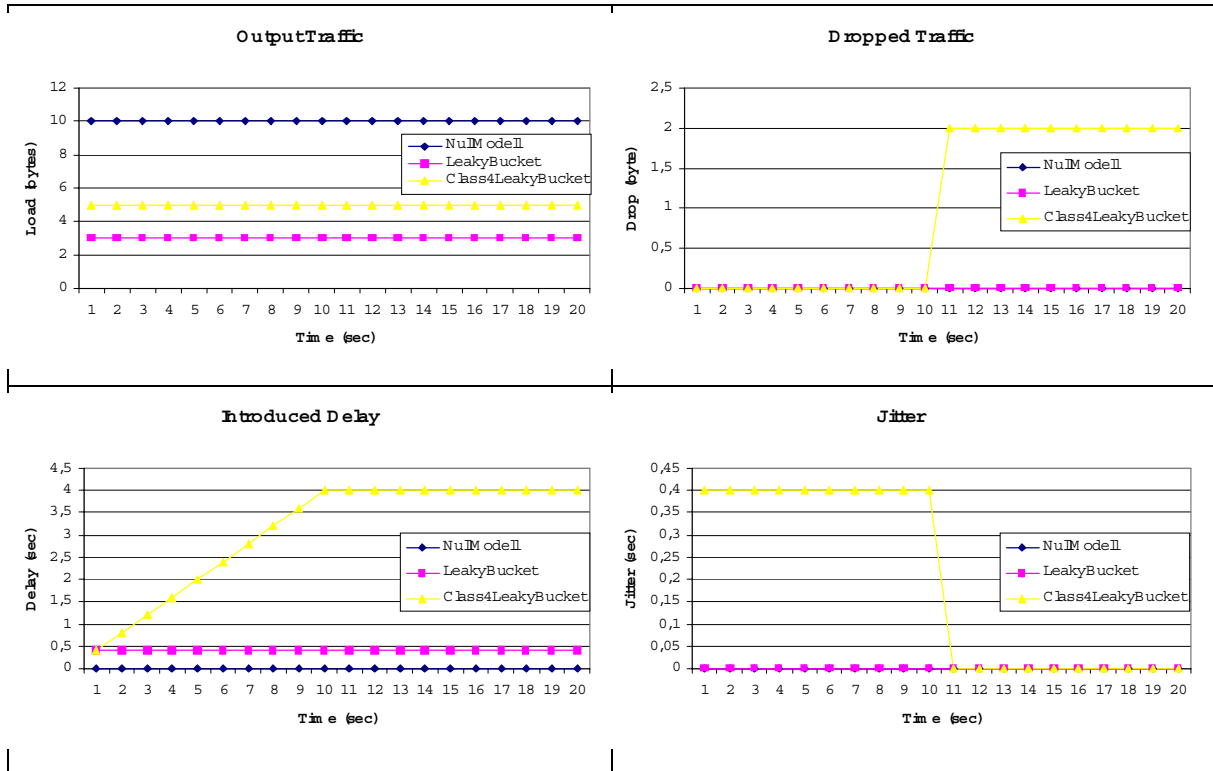 Output Traffic
Load (bytes)
12
10
8
6
4
2
0
NullModell
LeakyBucket
Class4LeakyBucket
1 2 3 4 5 6 7 8 9 10 11 12 13 14 15 16 17 18 19 20
Time (sec)
Dropped Traffic
Drop (byte)
2,5
2
1,5
1
0,5
0
NullModell
LeakyBucket
Class4LeakyBucket
1 2 3 4 5 6 7 8 9 10 11 12 13 14 15 16 17 18 19 20
Time (sec)
Introduced Delay
Delay (sec)
4,5
4
3,5
3
2,5
2
1,5
1
0,5
0
NullModell
LeakyBucket
Class4LeakyBucket
1 2 3 4 5 6 7 8 9 10 11 12 13 14 15 16 17 18 19 20
Time (sec)
Jitter
Jitter (sec)
0,45
0,4
0,35
0,3
0,25
0,2
0,15
0,1
0,05
0
NullModell
LeakyBucket
Class4LeakyBucket
1 2 3 4 5 6 7 8 9 10 11 12 13 14 15 16 17 18 19 20
Time (sec)